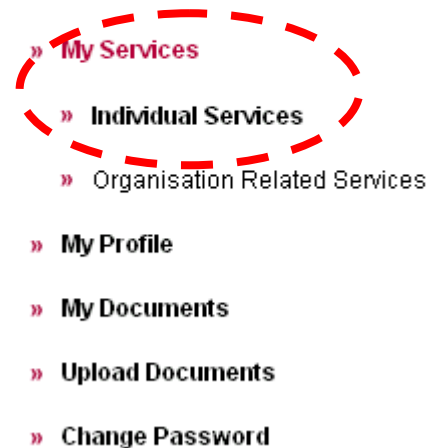 » My Services
» Individual Services
» Organisation Related Services
» My Profile
» My Documents
» Upload Documents
» Change Password